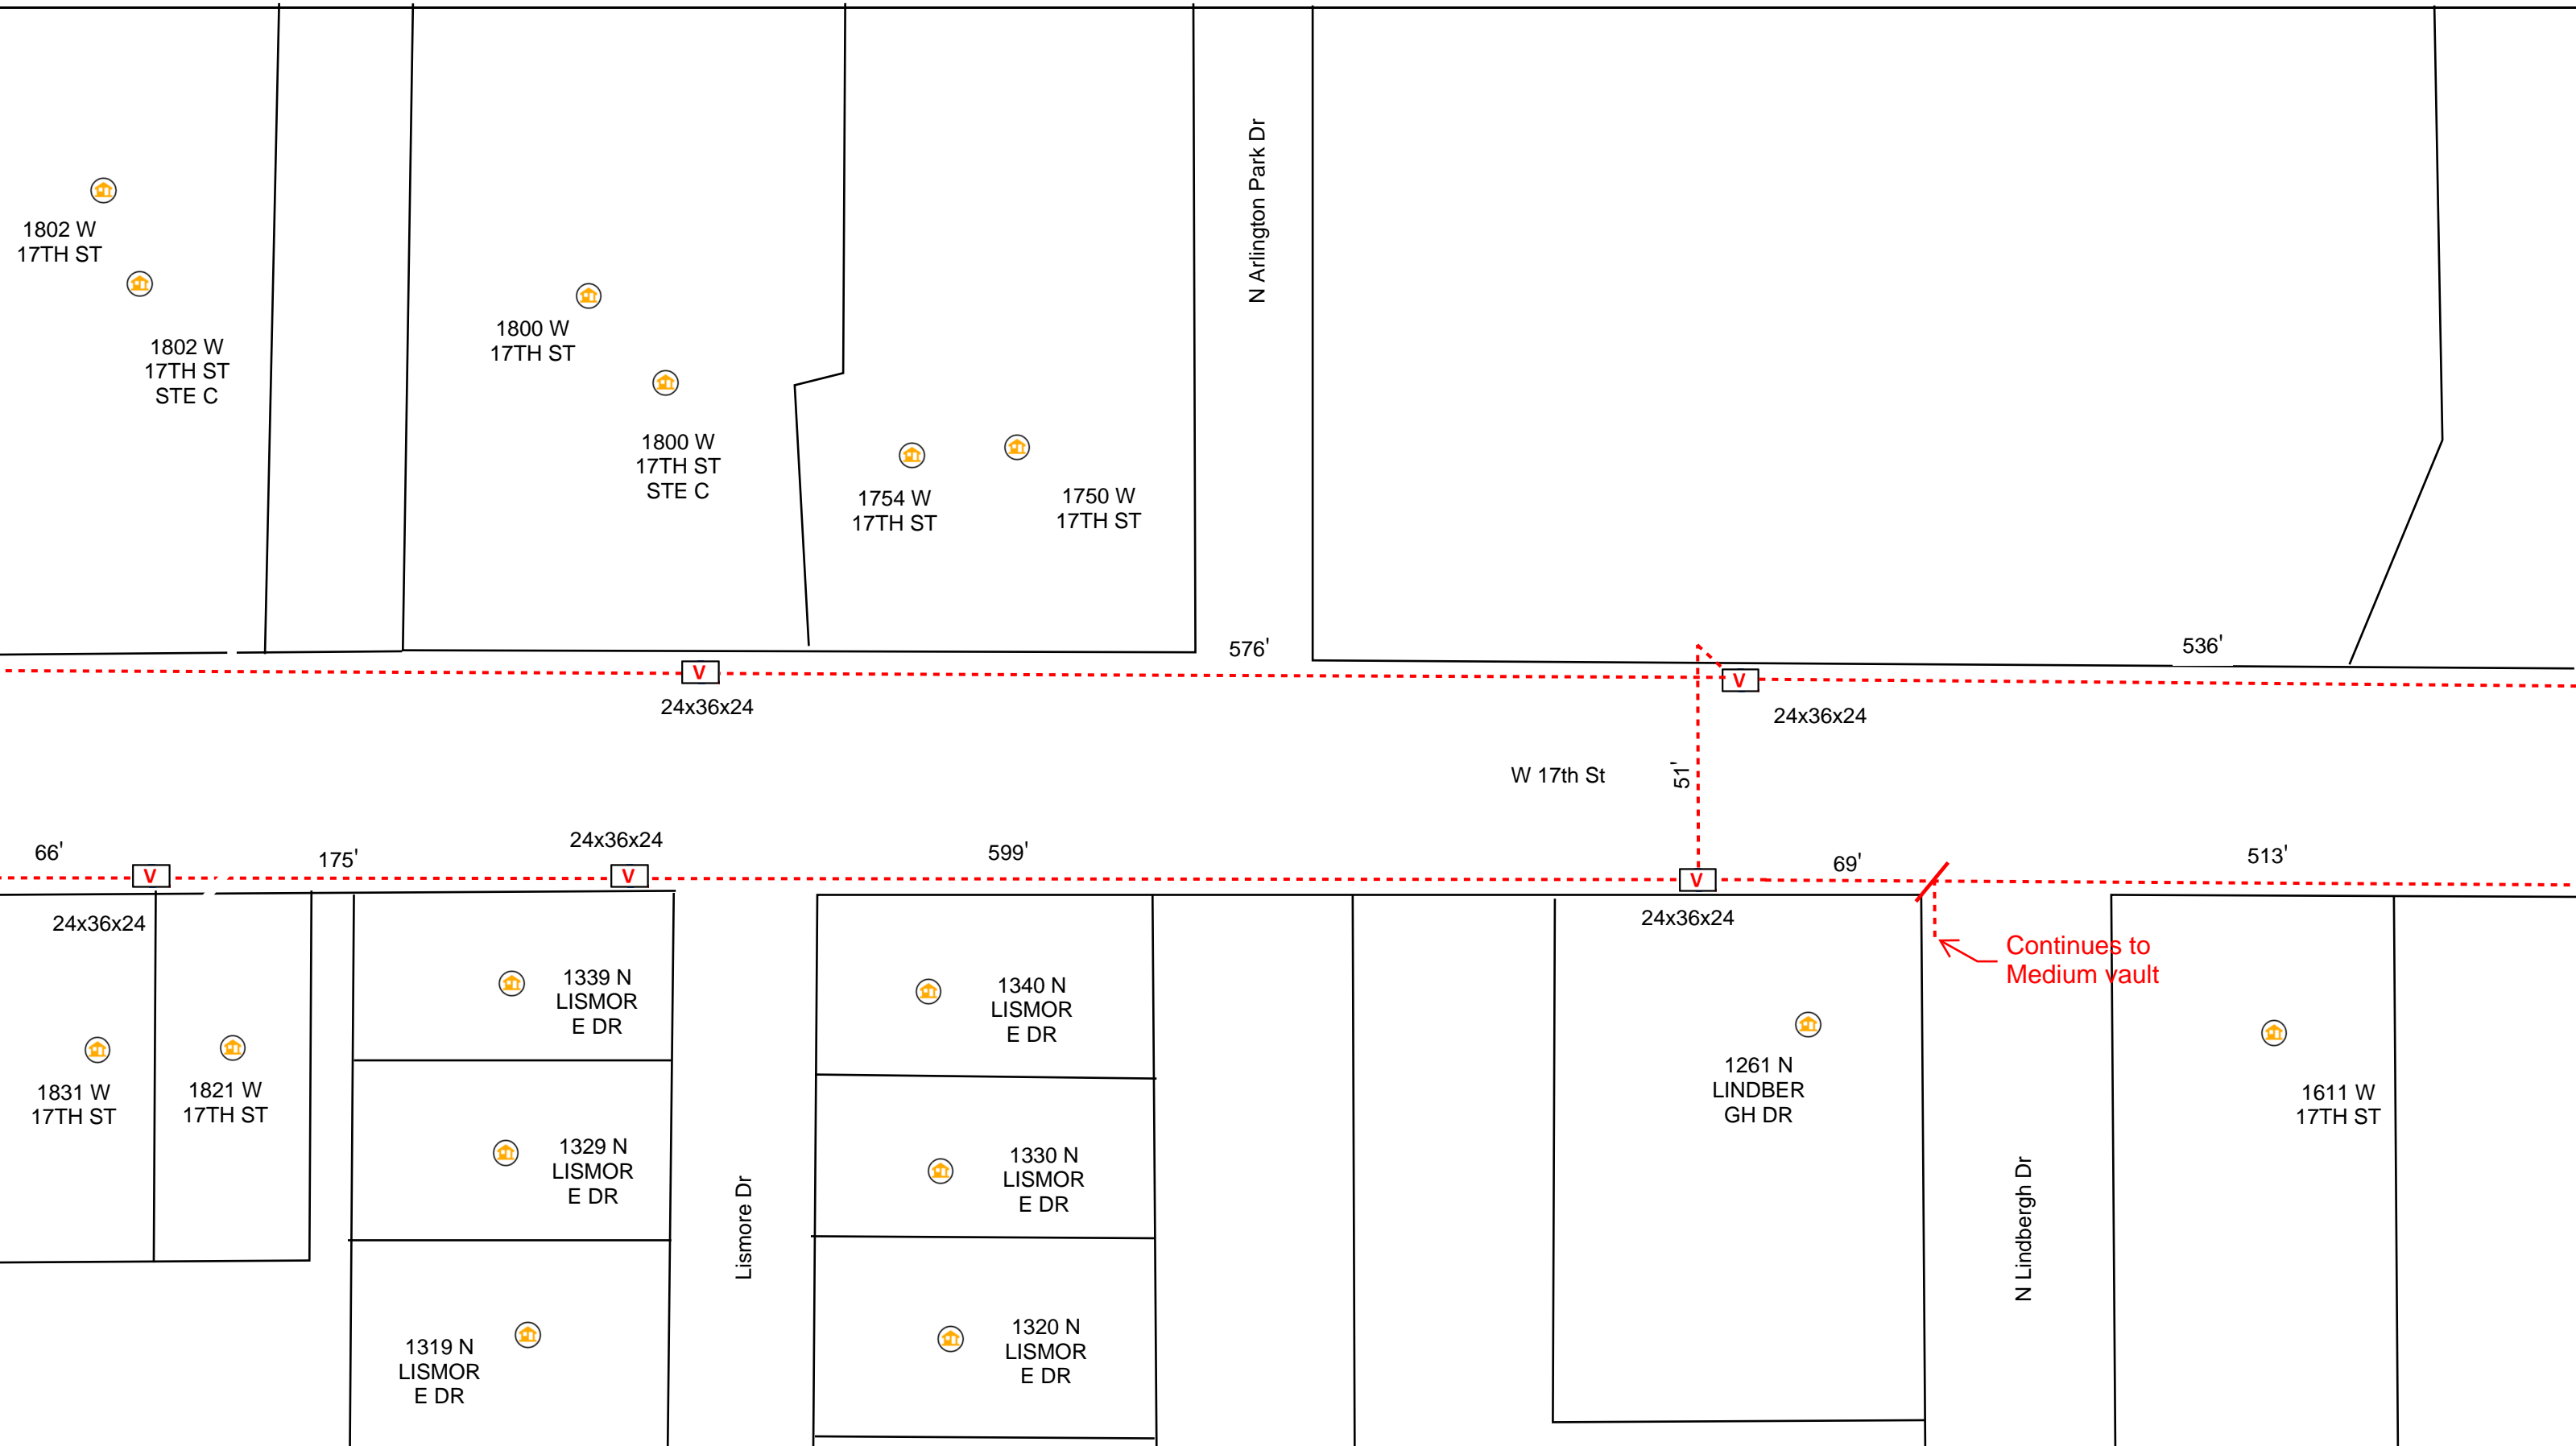 N Arlington Park Dr
1802 W
17TH ST
1802 W
17TH ST
STE C
1800 W
17TH ST
1800 W
17TH ST
STE C
1754 W
17TH ST
1750 W
17TH ST
576'
536'
V
V
24x36x24
24x36x24
W 17th St
51'
66'
175'
24x36x24
599'
69'
513'
V
V
V
24x36x24
24x36x24
Continues to
Medium vault
1339 N
LISMOR
E DR
1340 N
LISMOR
E DR
1831 W
17TH ST
1821 W
17TH ST
1261 N
LINDBER
GH DR
1611 W
17TH ST
1329 N
LISMOR
E DR
1330 N
LISMOR
E DR
Lismore Dr
N Lindbergh Dr
1319 N
LISMOR
E DR
1320 N
LISMOR
E DR